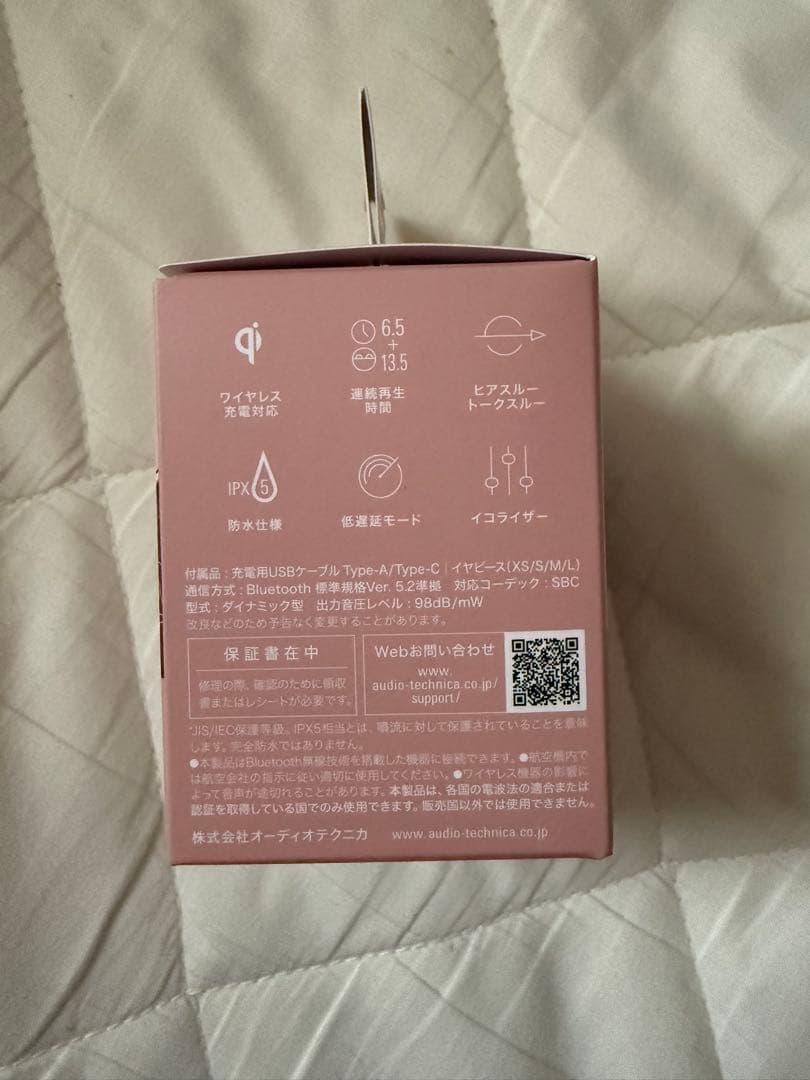 qi
ワイヤレス
充電対応
6.5
+
13.5
連続再生
時間
ヒアスルー
トークスルー
IPX5
防水仕様
低遅延モード
イコライザー
付属品：充電用USBケーブル Type-A/Type-C｜イヤピース(XS/S/M/L)
通信方式：Bluetooth 標準規格Ver. 5.2準拠 対応コーデック：SBC
型式：ダイナミック型 出力音圧レベル：98dB/mW
改良などのため予告なく変更することがあります。
保証書在中
修理の際、確認のために領収
書またはレシートが必要です。
Webお問い合わせ
www.
audio-technica.co.jp/
support/
*JIS/IEC保護等級。IPX5相当とは、噴流に対して保護されていることを意味
します。完全防水ではありません。
●本製品はBluetooth無線技術を搭載した機器に接続できます。●航空機内で
は航空会社の指示に従い適切に使用してください。●ワイヤレス機器の影響に
よって音声が途切れることがあります。本製品は、各国の電波法の適合または
認証を取得している国でのみ使用できます。販売国以外では使用できません。
株式会社オーディオテクニカ www.audio-technica.co.jp